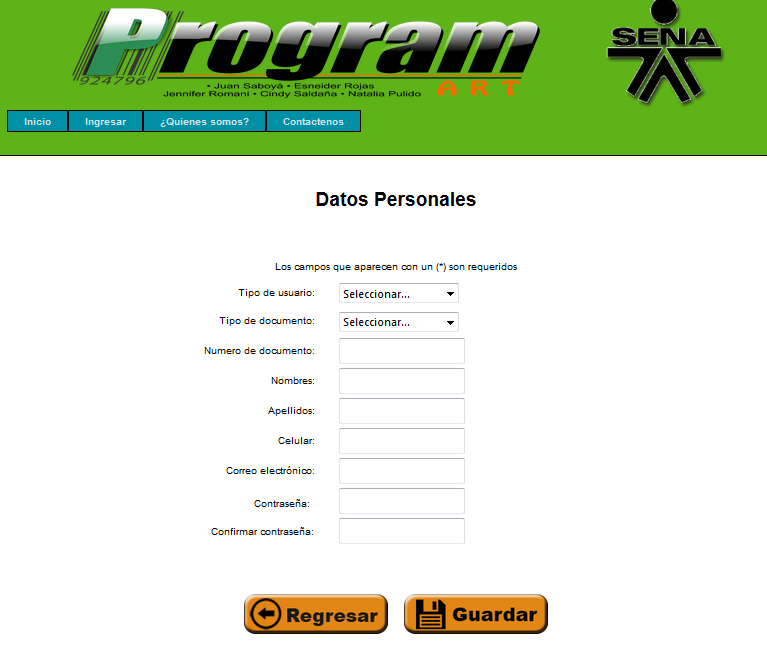 Program
SENA
924796
• Juan Saboyá • Esneider Rojas
Jennifer Romani • Cindy Saldaña • Natalia Pulido
ART
Inicio
Ingresar
¿Quienes somos?
Contactenos
Datos Personales
Los campos que aparecen con un (*) son requeridos
Tipo de usuario: Seleccionar...
Tipo de documento: Seleccionar...
Numero de documento:
Nombres:
Apellidos:
Celular:
Correo electrónico:
Contraseña:
Confirmar contraseña:
Regresar
Guardar